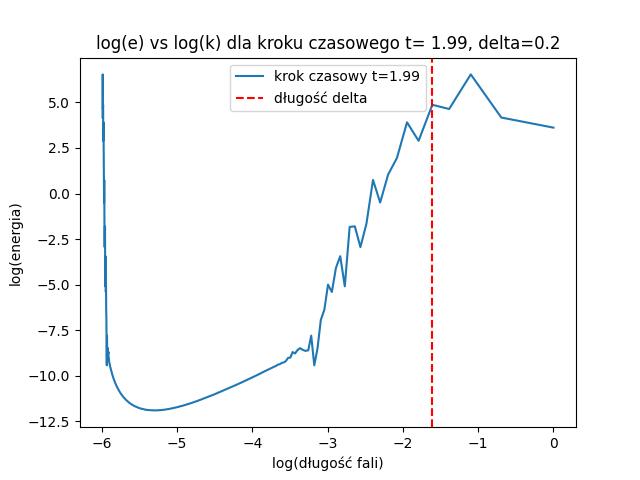 log(e) vs log(k) dla kroku czasowego t= 1.99, delta=0.2
krok czasowy t=1.99
długość delta
5.0
2.5
0.0
−2.5
−5.0
−7.5
−10.0
−12.5
log(energia)
−6 −5 −4 −3 −2 −1 0
log(długość fali)